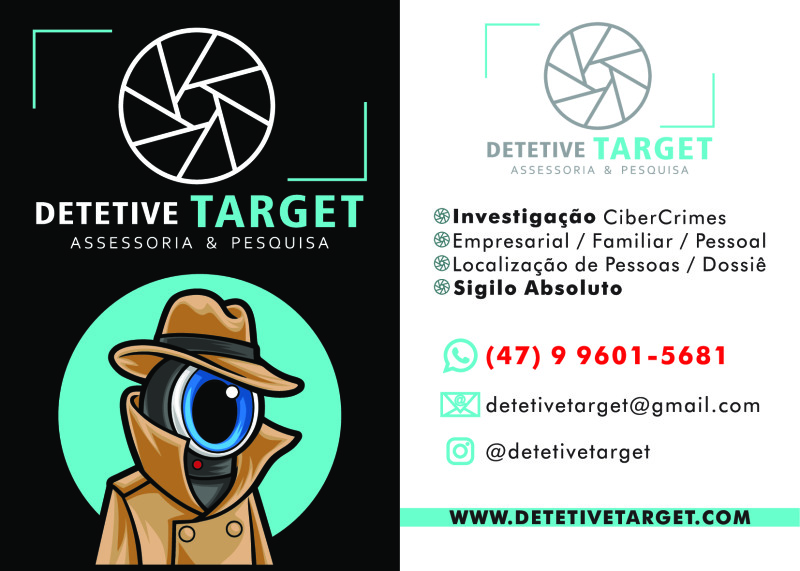 DETETIVE TARGET
ASSESSORIA & PESQUISA
DETETIVE TARGET
ASSESSORIA & PESQUISA
Investigação CiberCrimes
Empresarial / Familiar / Pessoal
Localização de Pessoas / Dossiê
Sigilo Absoluto
(47) 9 9601-5681
detetivetarget@gmail.com
@detetivetarget
WWW.DETETIVETARGET.COM